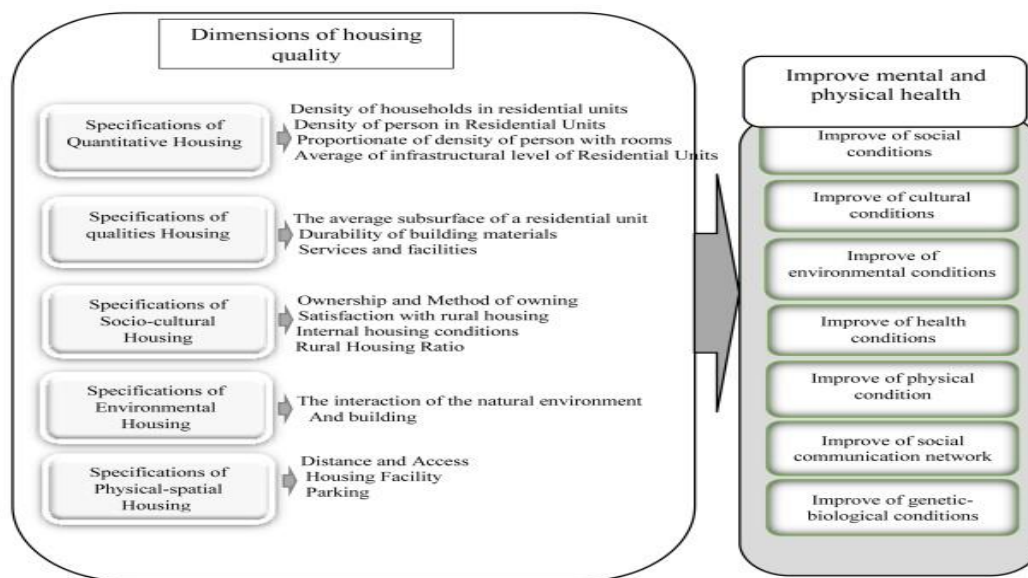 Dimensions of housing
quality
Specifications of
Quantitative Housing
Density of households in residential units
Density of person in Residential Units
Proportionate of density of person with rooms
Average of infrastructural level of Residential Units
Specifications of
qualities Housing
The average subsurface of a residential unit
Durability of building materials
Services and facilities
Specifications of
Socio-cultural
Housing
Ownership and Method of owning
Satisfaction with rural housing
Internal housing conditions
Rural Housing Ratio
Specifications of
Environmental
Housing
The interaction of the natural environment
And building
Specifications of
Physical-spatial
Housing
Distance and Access
Housing Facility
Parking
Improve mental and
physical health
Improve of social
conditions
Improve of cultural
conditions
Improve of
environmental conditions
Improve of health
conditions
Improve of physical
condition
Improve of social
communication network
Improve of genetic-
biological conditions